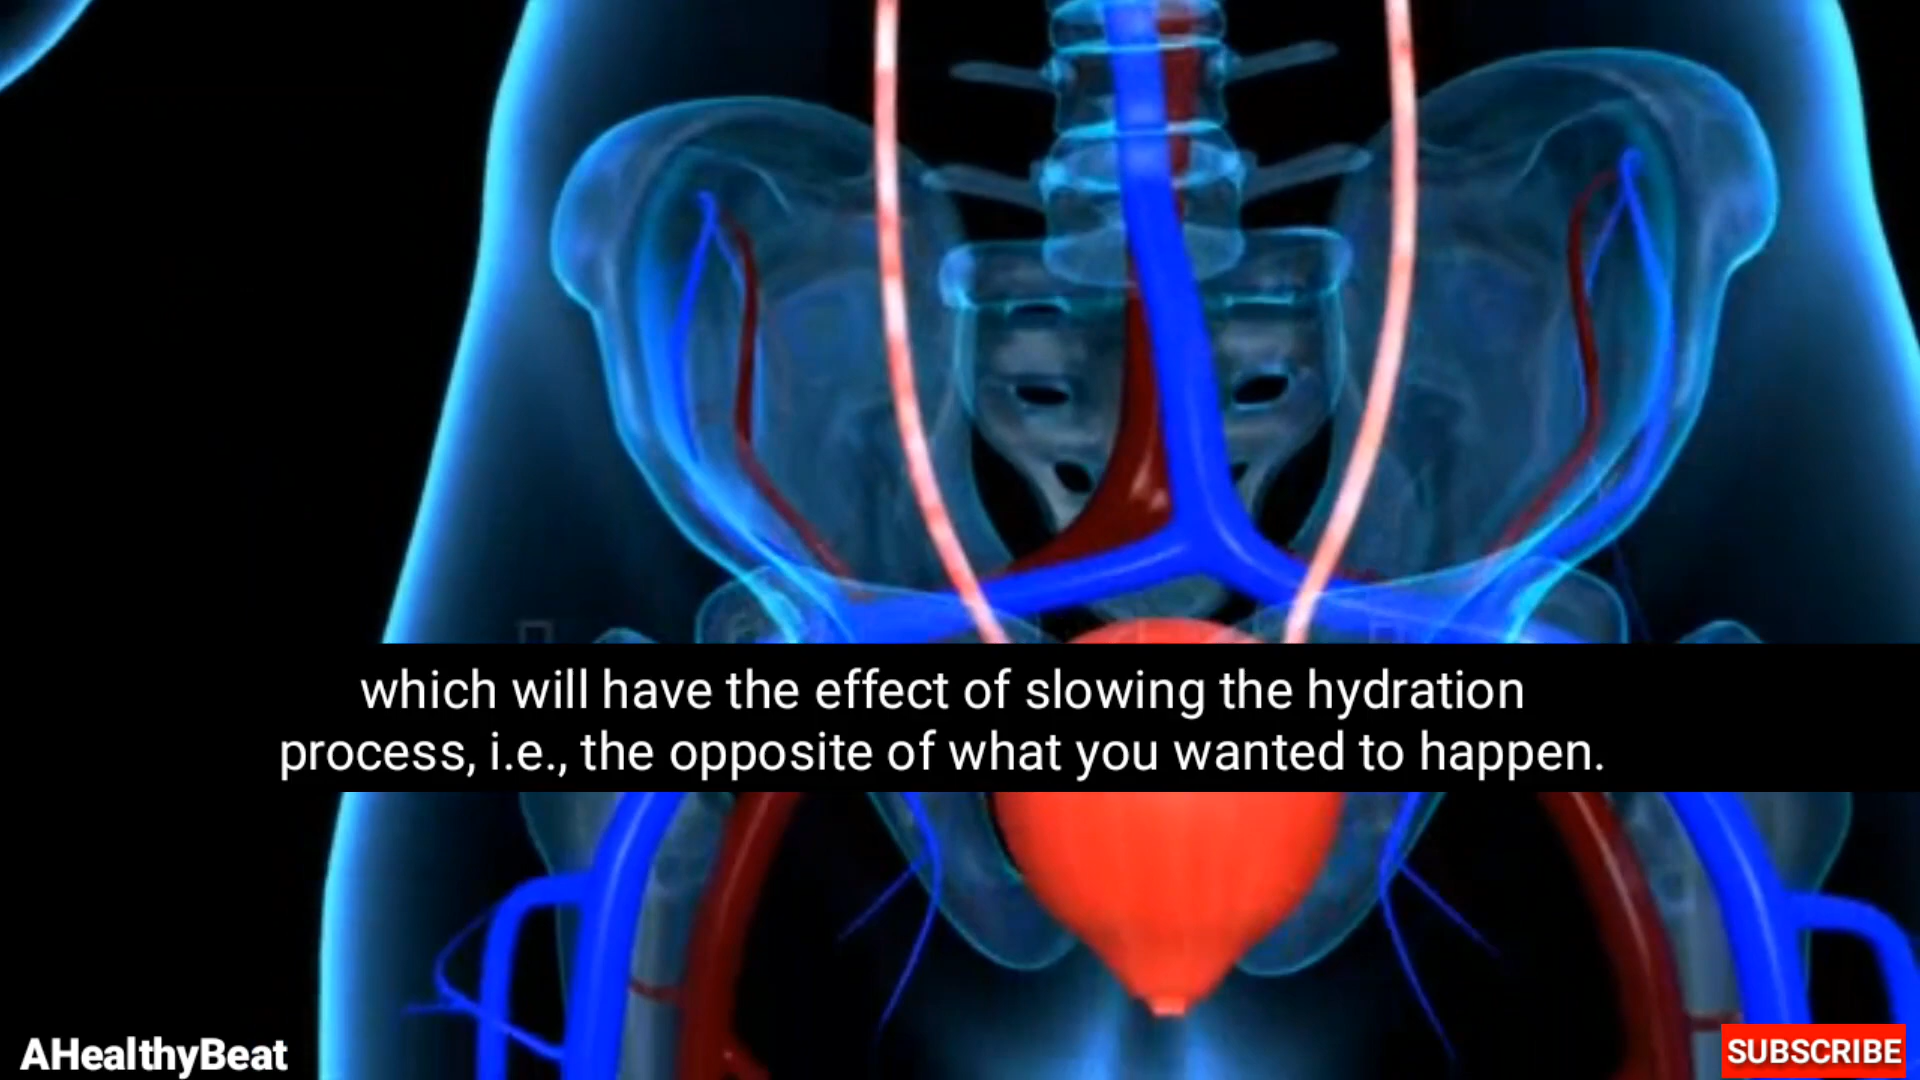 which will have the effect of slowing the hydration
process, i.e., the opposite of what you wanted to happen.
AHealthyBeat
SUBSCRIBE